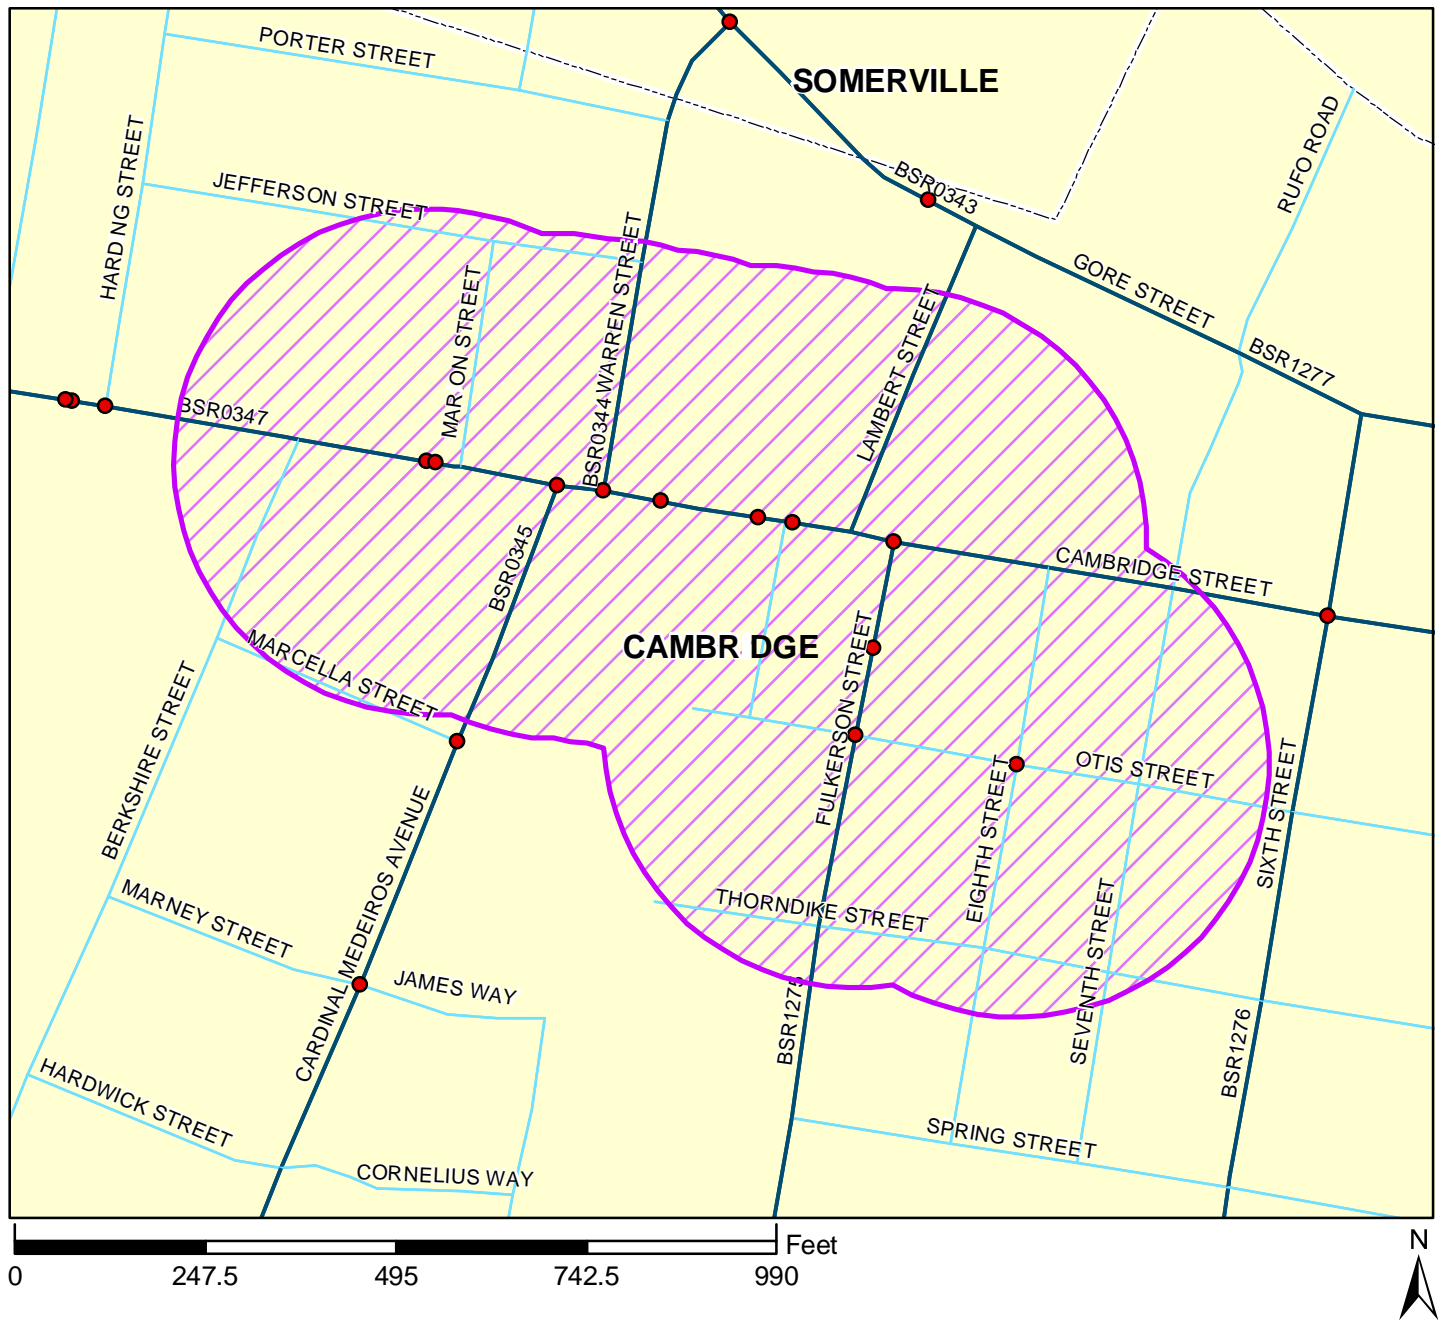 PORTER STREET
SOMERVILLE
RUFO ROAD
HARD NG STREET
JEFFERSON STREET
BSR0343
GORE STREET
BSR1277
MAR ON STREET
WARREN STREET
BSR0344
LAMBERT STREET
BSR0347
BSR0345
CAMBRIDGE STREET
MARCELLA STREET
CAMBR DGE
FULKERSON STREET
BERKSHIRE STREET
OTIS STREET
SIXTH STREET
EIGHTH STREET
CARDINAL MEDEIROS AVENUE
MARNEY STREET
THORNDIKE STREET
SEVENTH STREET
JAMES WAY
BSR1275
BSR1276
HARDWICK STREET
SPRING STREET
CORNELIUS WAY
Feet
N
0 247.5 495 742.5 990